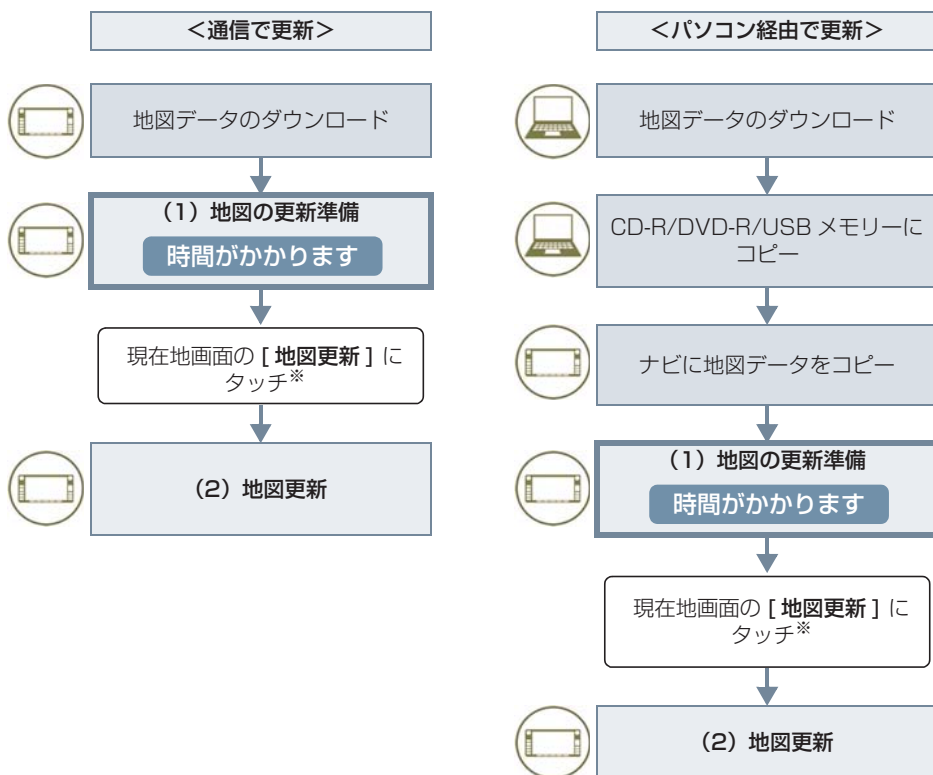 ＜通信で更新＞
地図データのダウンロード
（1）地図の更新準備
時間がかかります
現在地画面の [ 地図更新 ] に
タッチ※
（2）地図更新
＜パソコン経由で更新＞
地図データのダウンロード
CD-R/DVD-R/USB メモリーに
コピー
ナビに地図データをコピー
（1）地図の更新準備
時間がかかります
現在地画面の [ 地図更新 ] に
タッチ※
（2）地図更新